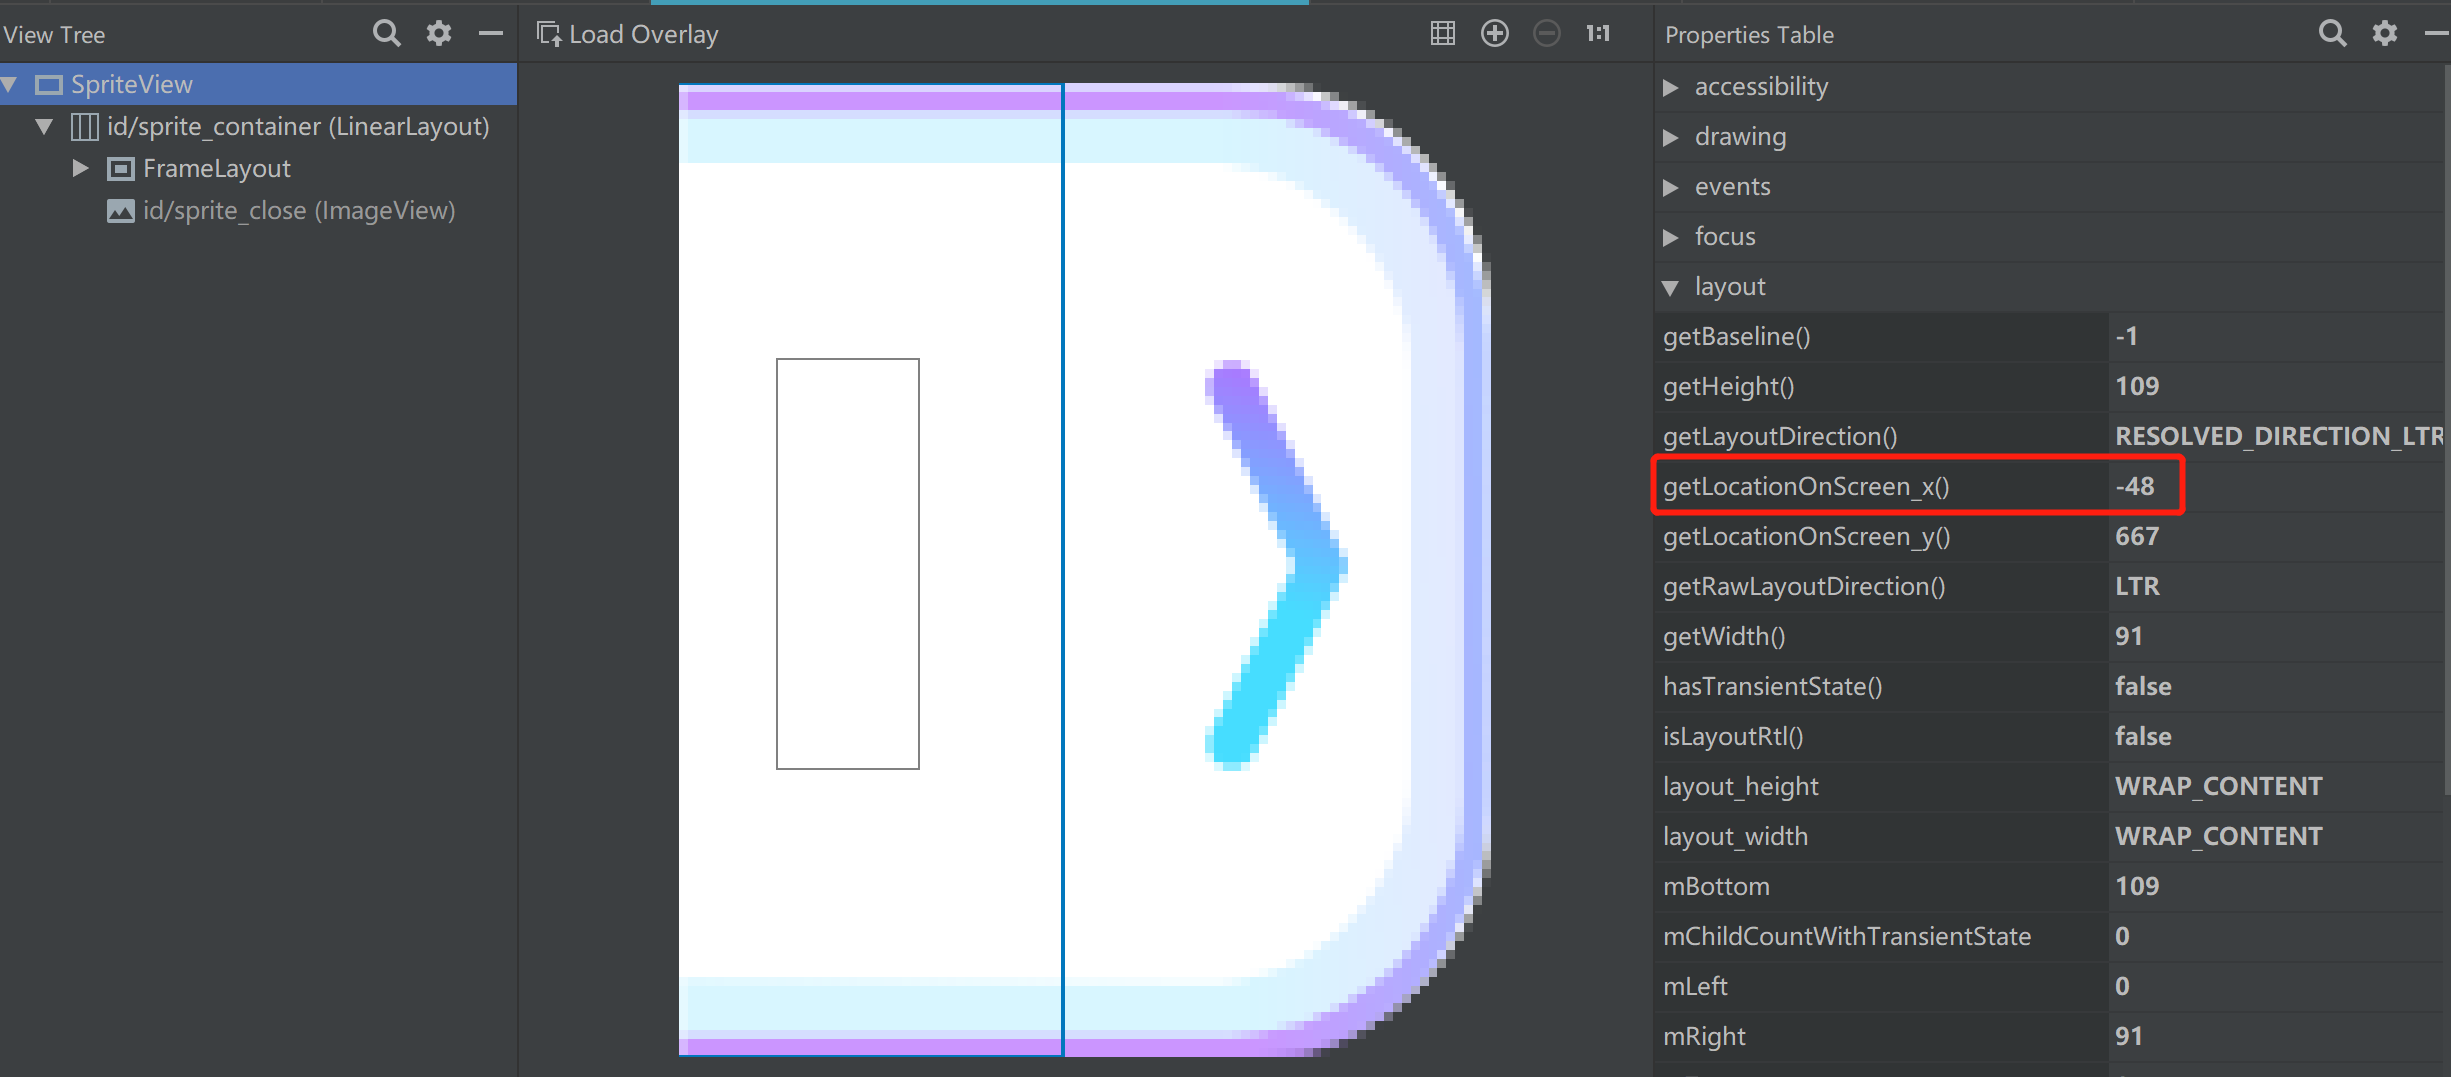 View Tree
SpriteView
id/sprite_container (LinearLayout)
FrameLayout
id/sprite_close (ImageView)
Load Overlay
1:1
Properties Table
accessibility
drawing
events
focus
layout
getBaseline() -1
getHeight() 109
getLayoutDirection() RESOLVED_DIRECTION_LTR
getLocationOnScreen_x() -48
getLocationOnScreen_y() 667
getRawLayoutDirection() LTR
getWidth() 91
hasTransientState() false
isLayoutRtl() false
layout_height WRAP_CONTENT
layout_width WRAP_CONTENT
mBottom 109
mChildCountWithTransientState 0
mLeft 0
mRight 91